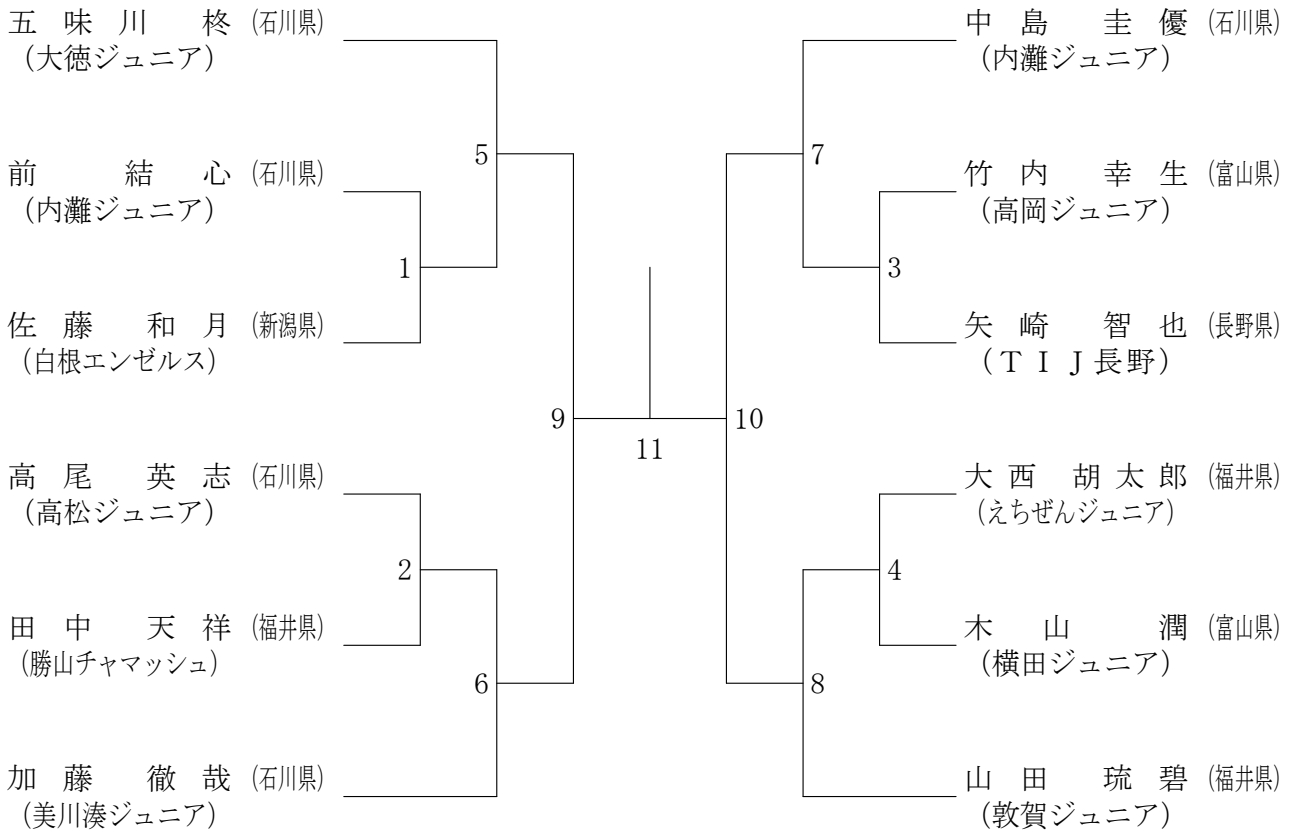 五味川 柊 (石川県)
(大徳ジュニア)
前 結心 (石川県)
(内灘ジュニア)
佐藤 和月 (新潟県)
(白根エンゼルス)
高尾 英志 (石川県)
(高松ジュニア)
田中 天祥 (福井県)
(勝山チャマッシュ)
加藤 徹哉 (石川県)
(美川湊ジュニア)
5
1
2
6
9
11
10
7
3
4
8
中島 圭優 (石川県)
(内灘ジュニア)
竹内 幸生 (富山県)
(高岡ジュニア)
矢崎 智也 (長野県)
(TIJ長野)
大西 胡太郎 (福井県)
(えちぜんジュニア)
木山 潤 (富山県)
(横田ジュニア)
山田 琉碧 (福井県)
(敦賀ジュニア)